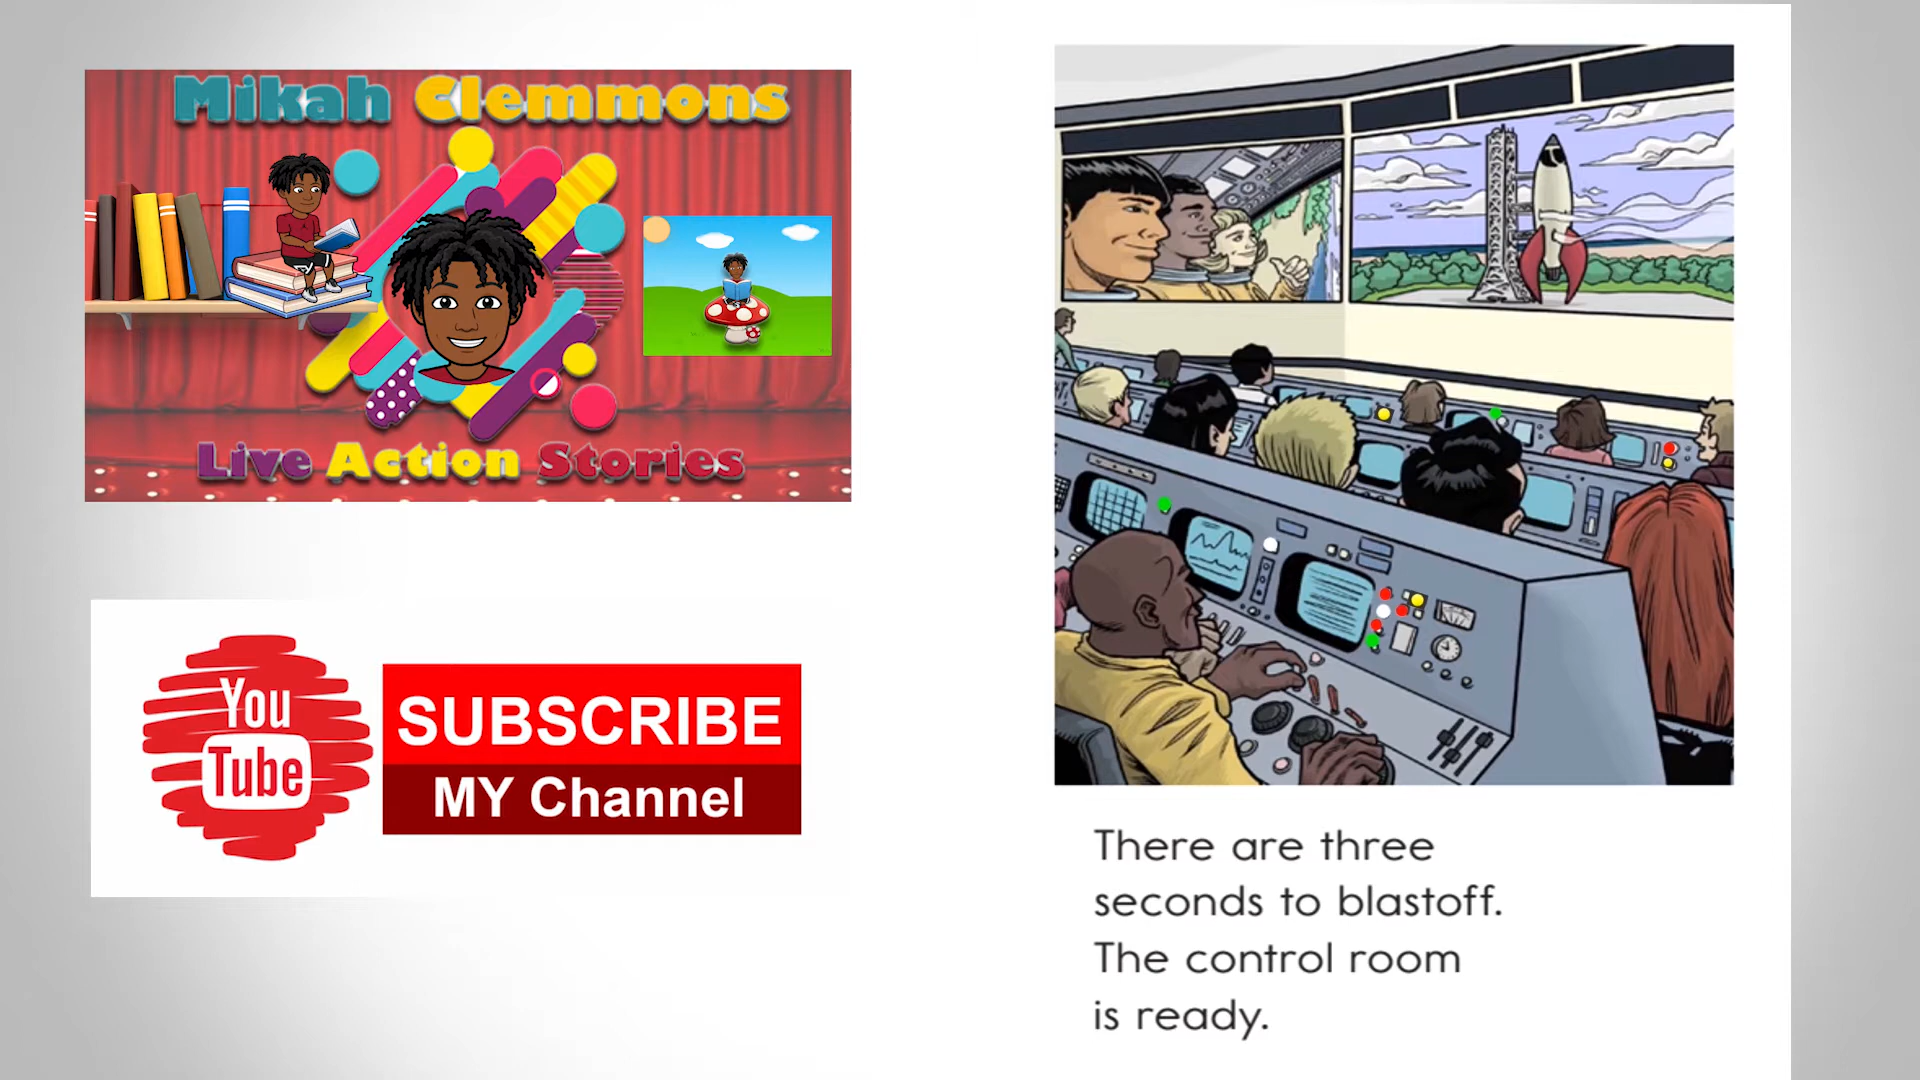 Mikah Clemmons
Live Action Stories
You
Tube
SUBSCRIBE
MY Channel
There are three
seconds to blastoff.
The control room
is ready.